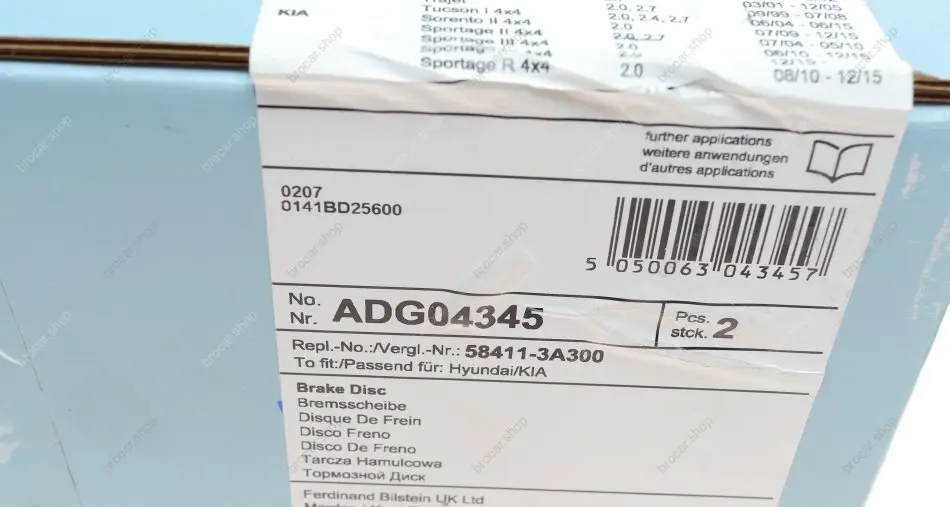 Trajet
Tucson I 4x4 2.0, 2.7 03/01 - 12/05
KIA Sorento II 4x4 2.0, 2.4, 2.7 09/99 - 07/08
Sportage II 4x4 2.0 06/04 - 06/15
Sportage III 4x4 2.0, 2.7 07/09 - 12/15
Sportage 4x4 2.0 07/04 - 05/10
Sportage R 4x4 2.0 08/10 - 12/15
further applications
weitere anwendungen
d'autres applications
0207
0141BD25600
5 050063 043457
No.
Nr. ADG04345
Pcs.
stck. 2
Repl.-No.:/Vergl.-Nr.: 58411-3A300
To fit:/Passend für: Hyundai/KIA
Brake Disc
Bremsscheibe
Disque De Frein
Disco Freno
Disco De Freno
Tarcza Hamulcowa
Тормозной Диск
Ferdinand Bilstein UK Ltd
brocar.shop